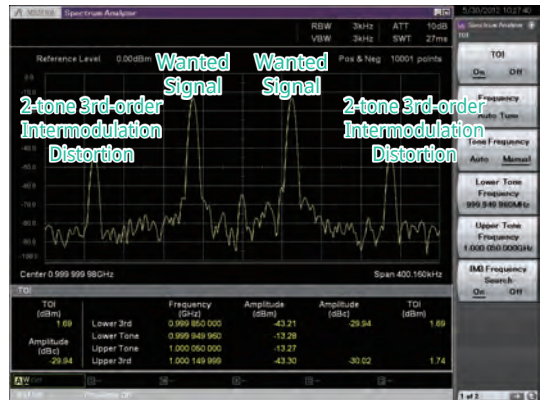 Spectrum Analyzer
5/30/2012 10:27:40
RBW 3kHz ATT 10dB
VBW 3kHz SWT 27ms
Reference Level 0.00dBm
Pos & Neg 10001 points
Wanted
Signal
Wanted
Signal
2-tone 3rd-order
Intermodulation
Distortion
2-tone 3rd-order
Intermodulation
Distortion
Center 0.999 999 98GHz
Span 400.160kHz
TOI
TOI
(dBm)
Frequency
(GHz)
Amplitude
(dBm)
Amplitude
(dBc)
TOI
(dBm)
1.69
Lower 3rd 0.999 850 000 -43.21 -29.94 1.69
Lower Tone 0.999 949 960 -13.28
Amplitude
(dBc)
Upper Tone 1.000 050 000 -13.27
-29.94
Upper 3rd 1.000 149 999 -43.30 -30.02 1.74
Spectrum Analyzer
TOI
TOI
On Off
Frequency
Auto Tune
Tone Frequency
Auto Manual
Lower Tone
Frequency
999.949 960MHz
Upper Tone
Frequency
1.000 050 000GHz
IM3 Frequency
Search
On Off
1 of 2